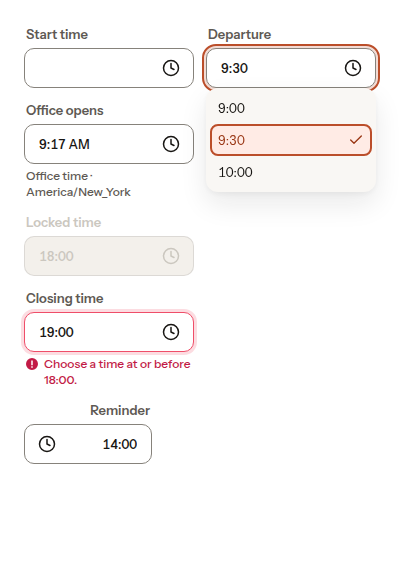 Start time
Departure
9:30
9:00
9:30
10:00
Office opens
9:17 AM
Office time ·
America/New_York
Locked time
18:00
Closing time
19:00
Choose a time at or before
18:00.
Reminder
14:00